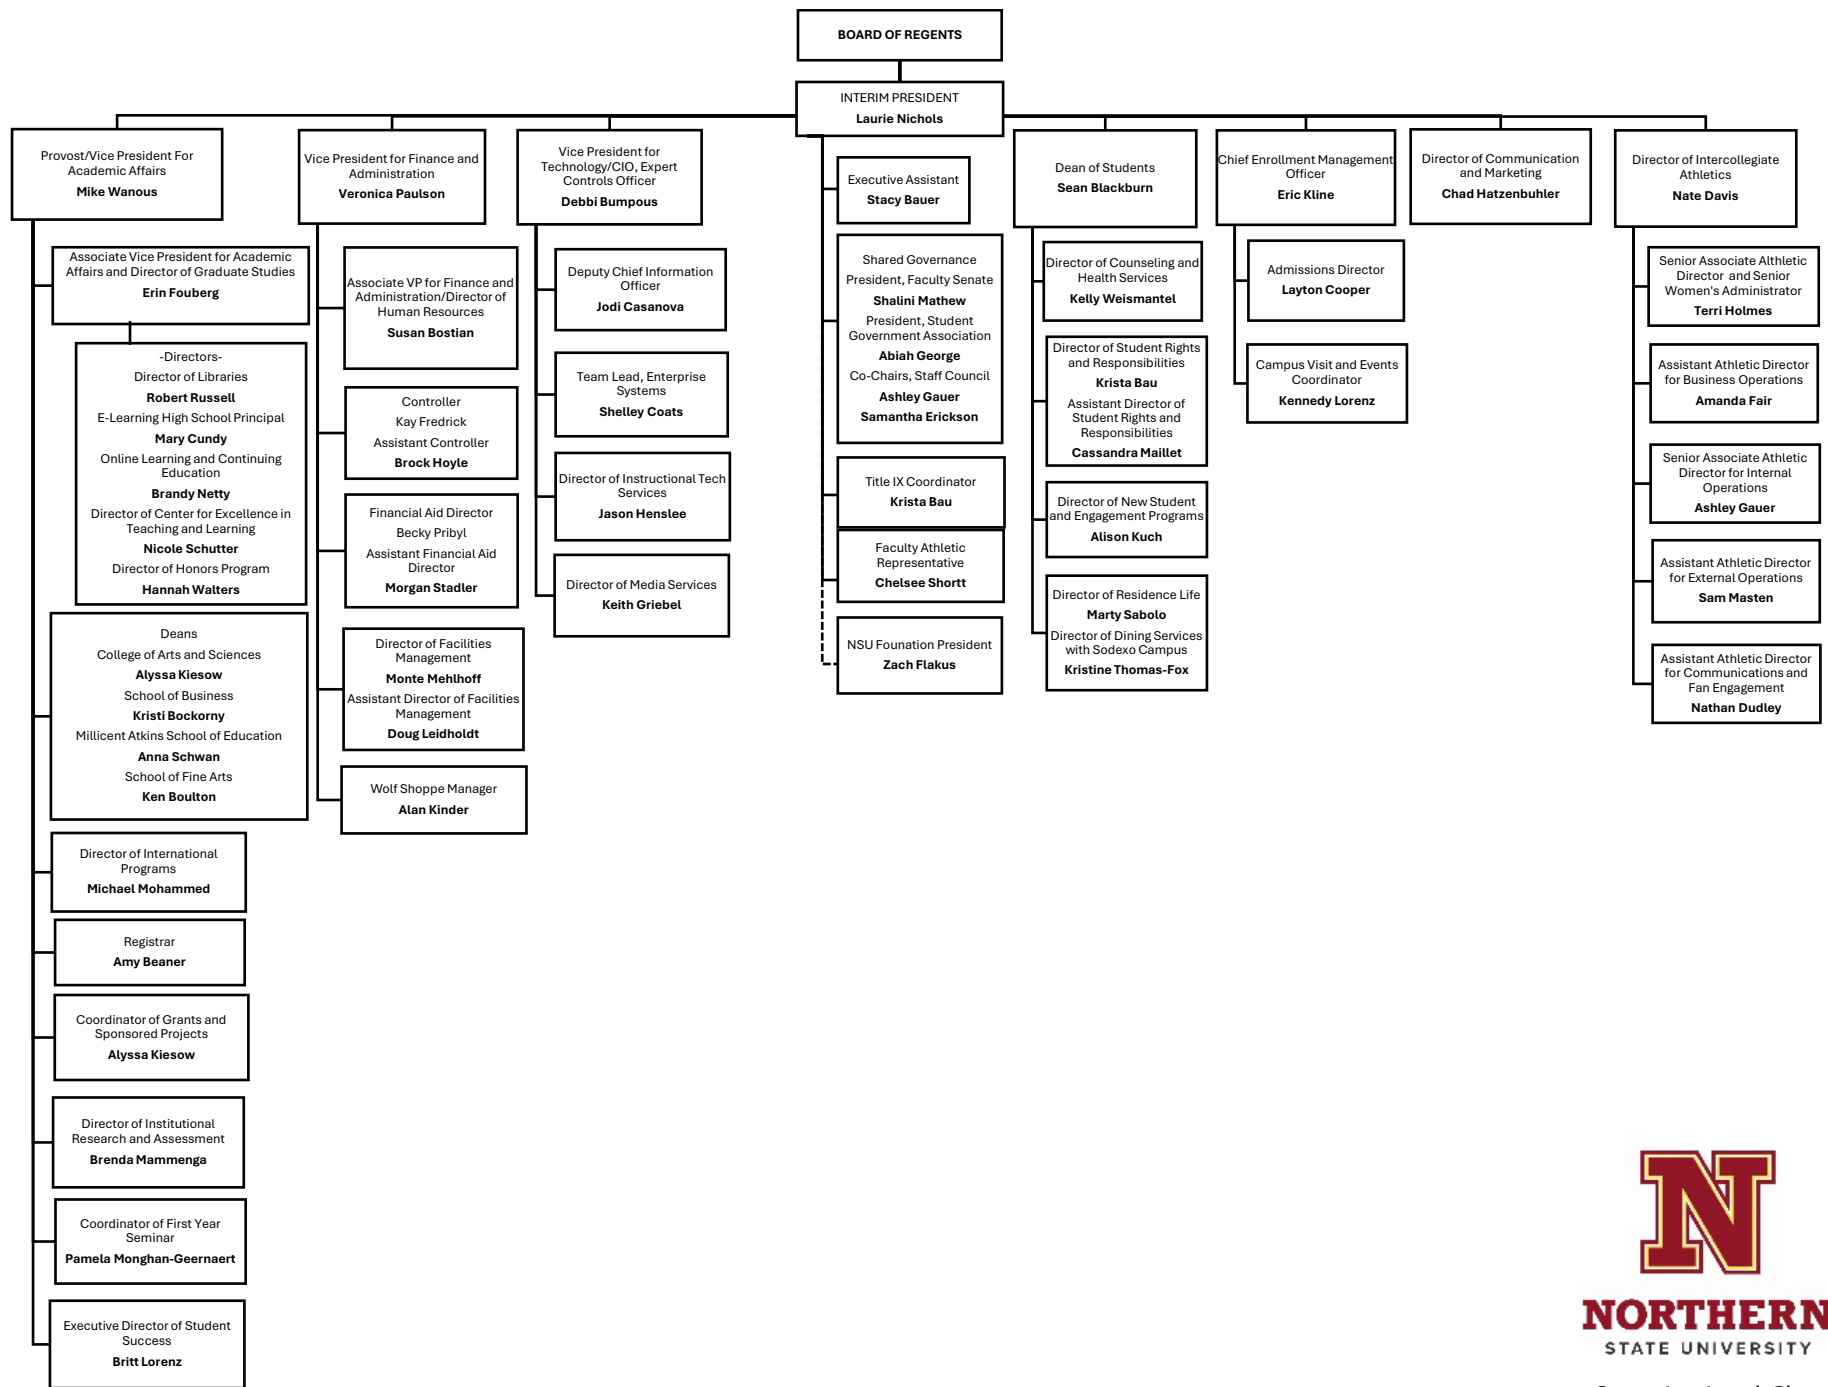 BOARD OF REGENTS
INTERIM PRESIDENT
Laurie Nichols
Provost/Vice President For
Academic Affairs
Mike Wanous
Associate Vice President for Academic
Affairs and Director of Graduate Studies
Erin Fouberg
-Directors-
Director of Libraries
Robert Russell
E-Learning High School Principal
Mary Cundy
Online Learning and Continuing
Education
Brandy Netty
Director of Center for Excellence in
Teaching and Learning
Nicole Schutter
Director of Honors Program
Hannah Walters
Deans
College of Arts and Sciences
Alyssa Kiesow
School of Business
Kristi Bockorny
Millicent Atkins School of Education
Anna Schwan
School of Fine Arts
Ken Boulton
Director of International
Programs
Michael Mohammed
Registrar
Amy Beaner
Coordinator of Grants and
Sponsored Projects
Alyssa Kiesow
Director of Institutional
Research and Assessment
Brenda Mammenga
Coordinator of First Year
Seminar
Pamela Monghan-Geernaert
Executive Director of Student
Success
Britt Lorenz
Vice President for Finance and
Administration
Veronica Paulson
Associate VP for Finance and
Administration/Director of
Human Resources
Susan Bostian
Controller
Kay Fredrick
Assistant Controller
Brock Hoyle
Financial Aid Director
Becky Pribyl
Assistant Financial Aid
Director
Morgan Stadler
Director of Facilities
Management
Monte Mehlhoff
Assistant Director of Facilities
Management
Doug Leidholdt
Wolf Shoppe Manager
Alan Kinder
Vice President for
Technology/CIO, Expert
Controls Officer
Debbi Bumpous
Deputy Chief Information
Officer
Jodi Casanova
Team Lead, Enterprise
Systems
Shelley Coats
Director of Instructional Tech
Services
Jason Henslee
Director of Media Services
Keith Griebel
Executive Assistant
Stacy Bauer
Shared Governance
President, Faculty Senate
Shalini Mathew
President, Student
Government Association
Abiah George
Co-Chairs, Staff Council
Ashley Gauer
Samantha Erickson
Title IX Coordinator
Krista Bau
Faculty Athletic
Representative
Chelsee Shortt
NSU Founation President
Zach Flakus
Dean of Students
Sean Blackburn
Director of Counseling and
Health Services
Kelly Weismantel
Director of Student Rights
and Responsibilities
Krista Bau
Assistant Director of
Student Rights and
Responsibilities
Cassandra Maillet
Director of New Student
and Engagement Programs
Alison Kuch
Director of Residence Life
Marty Sabolo
Director of Dining Services
with Sodexo Campus
Kristine Thomas-Fox
Chief Enrollment Management
Officer
Eric Kline
Admissions Director
Layton Cooper
Campus Visit and Events
Coordinator
Kennedy Lorenz
Director of Communication
and Marketing
Chad Hatzenbuhler
Director of Intercollegiate
Athletics
Nate Davis
Senior Associate Althletic
Director and Senior
Women's Administrator
Terri Holmes
Assistant Athletic Director
for Business Operations
Amanda Fair
Senior Associate Athletic
Director for Internal
Operations
Ashley Gauer
Assistant Athletic Director
for External Operations
Sam Masten
Assistant Athletic Director
for Communications and
Fan Engagement
Nathan Dudley
N
NORTHERN
STATE UNIVERSITY